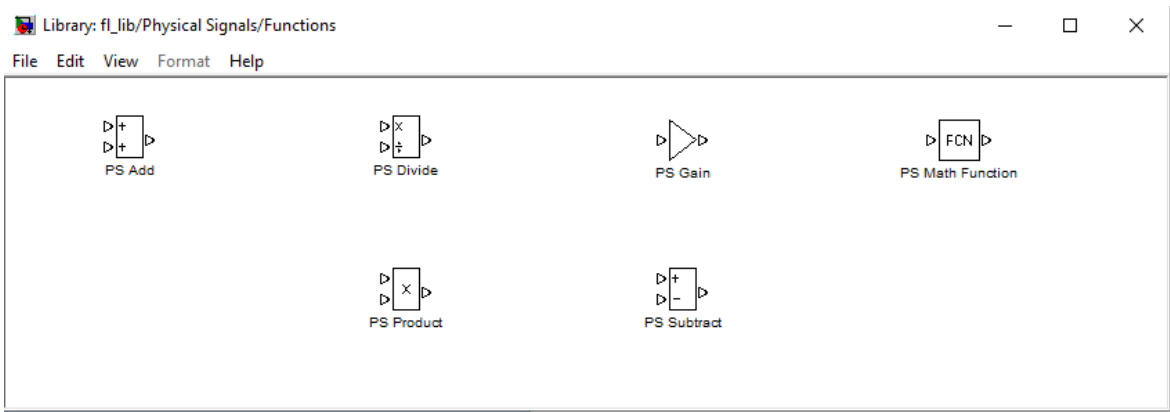 Library: fl_lib/Physical Signals/Functions
File Edit View Format Help
+
+
PS Add
×
÷
PS Divide
PS Gain
FCN
PS Math Function
×
PS Product
+
−
PS Subtract